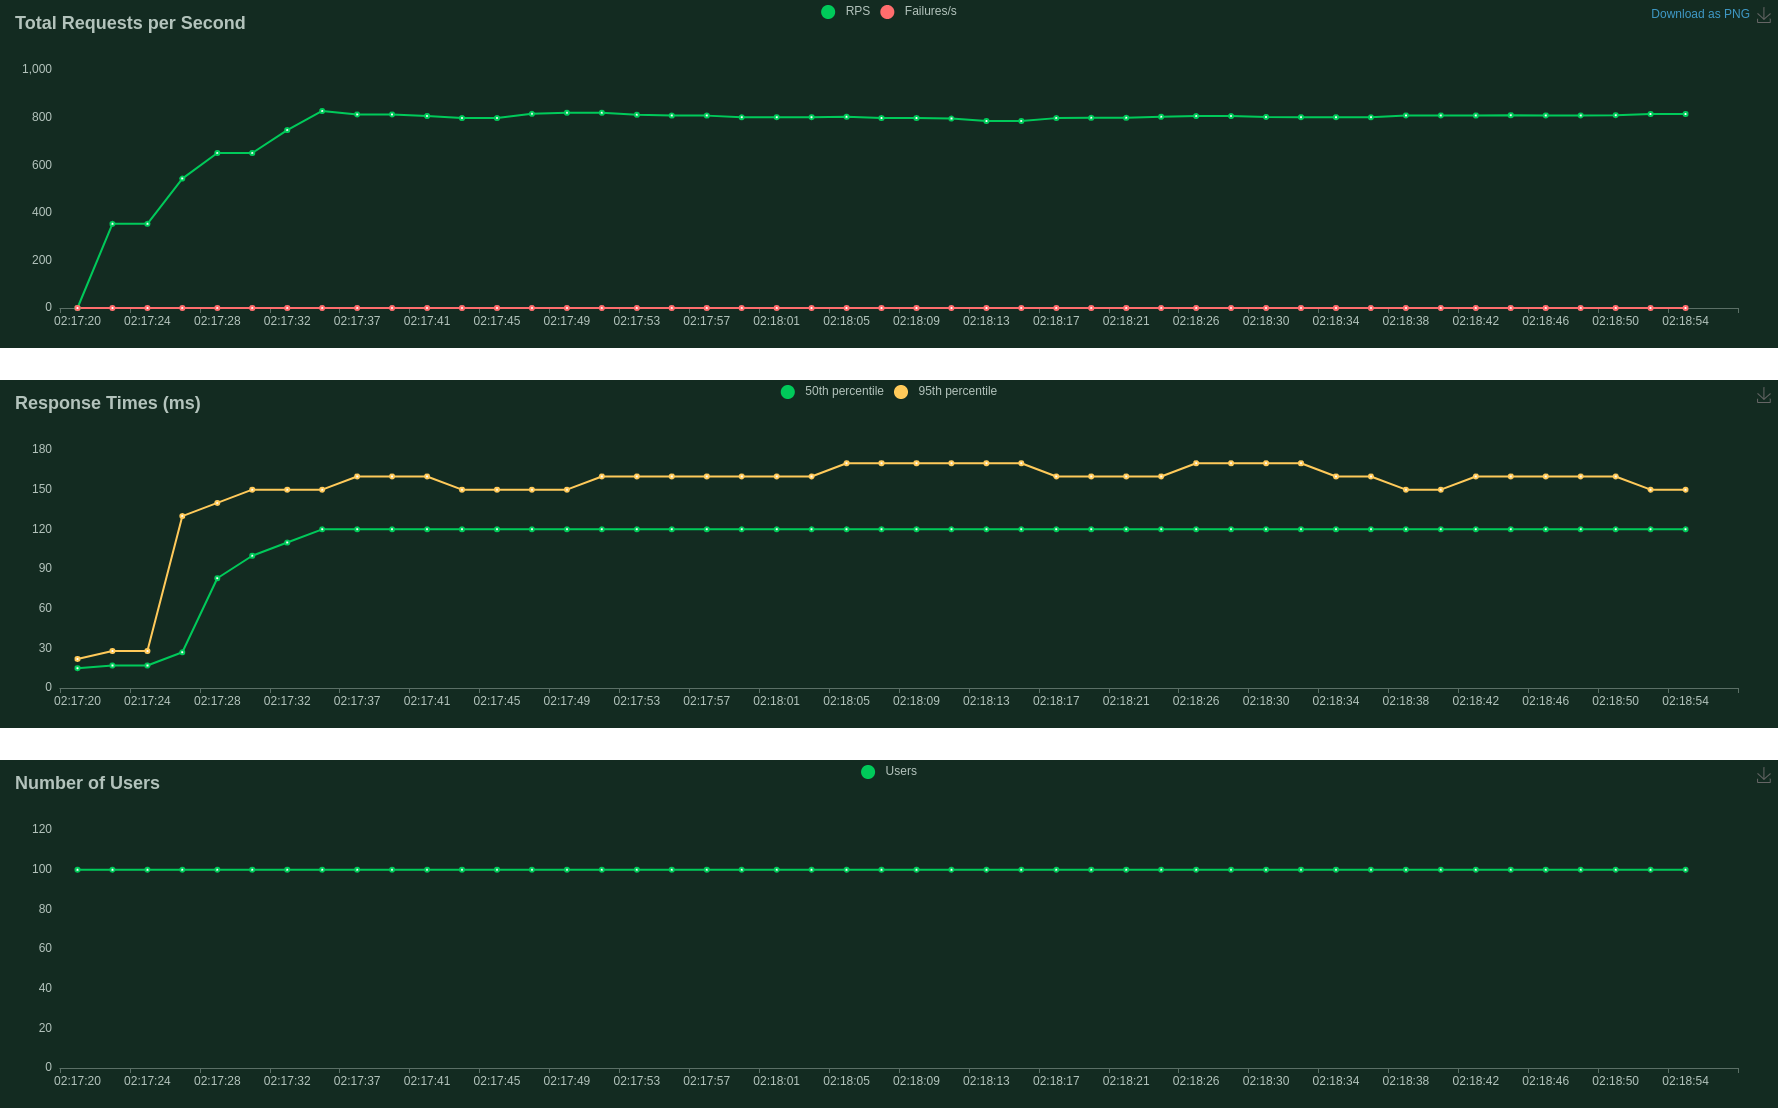 Total Requests per Second
RPS Failures/s
Download as PNG
1,000
800
600
400
200
0
02:17:20 02:17:24 02:17:28 02:17:32 02:17:37 02:17:41 02:17:45 02:17:49 02:17:53 02:17:57 02:18:01 02:18:05 02:18:09 02:18:13 02:18:17 02:18:21 02:18:26 02:18:30 02:18:34 02:18:38 02:18:42 02:18:46 02:18:50 02:18:54
Response Times (ms)
50th percentile 95th percentile
180
150
120
90
60
30
0
02:17:20 02:17:24 02:17:28 02:17:32 02:17:37 02:17:41 02:17:45 02:17:49 02:17:53 02:17:57 02:18:01 02:18:05 02:18:09 02:18:13 02:18:17 02:18:21 02:18:26 02:18:30 02:18:34 02:18:38 02:18:42 02:18:46 02:18:50 02:18:54
Number of Users
Users
120
100
80
60
40
20
0
02:17:20 02:17:24 02:17:28 02:17:32 02:17:37 02:17:41 02:17:45 02:17:49 02:17:53 02:17:57 02:18:01 02:18:05 02:18:09 02:18:13 02:18:17 02:18:21 02:18:26 02:18:30 02:18:34 02:18:38 02:18:42 02:18:46 02:18:50 02:18:54